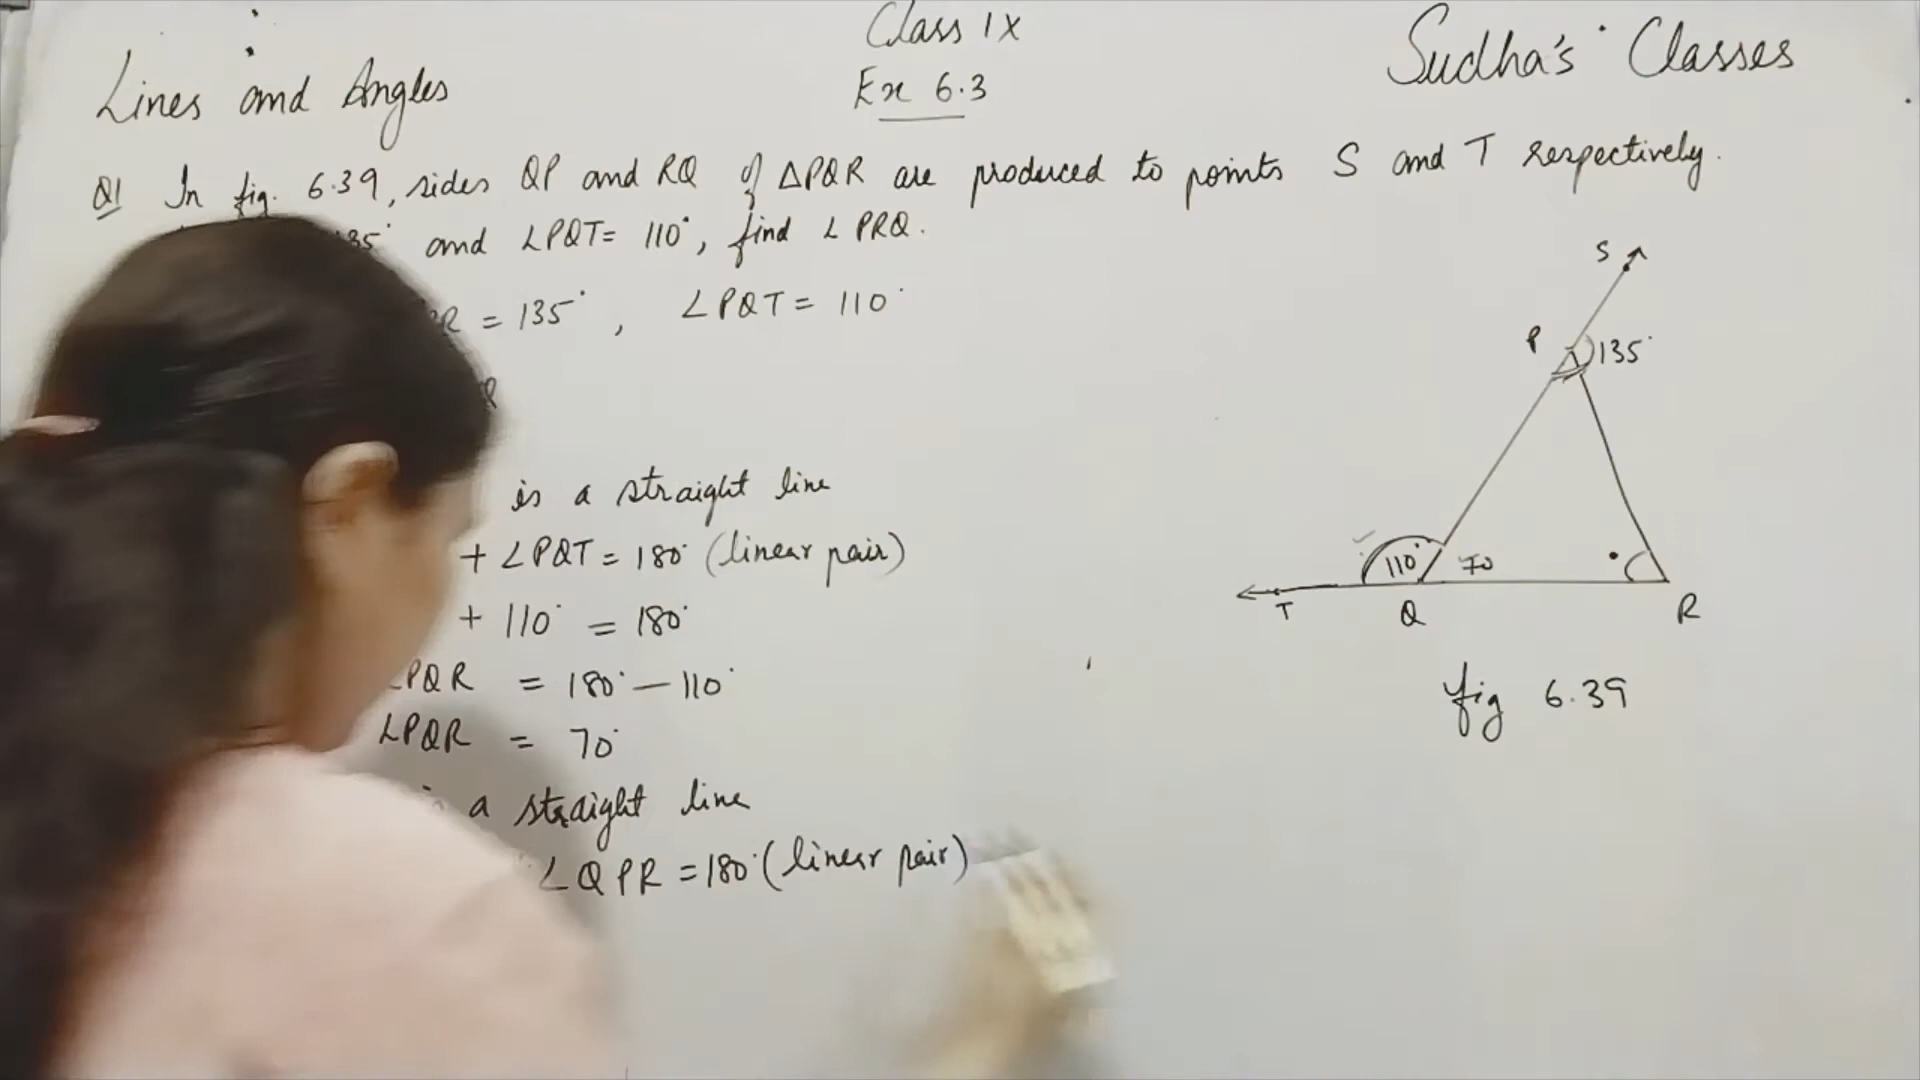 Class IX
Sudha's Classes
Lines and Angles
Ex 6.3
Q1 In fig. 6.39, sides QP and RQ of ΔPQR are produced to points S and T respectively.
and ∠PQT= 110°, find ∠PRQ.
= 135°, ∠PQT = 110°
is a straight line
+ ∠PQT = 180° (linear pair)
+ 110° = 180°
∠PQR = 180° — 110°
∠PQR = 70°
a straight line
∠QPR = 180° (linear pair)
S
P
135°
110°
70
T
Q
R
fig 6.39